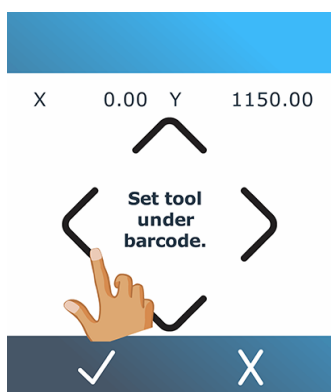 X 0.00 Y 1150.00
Set tool
under
barcode.
X